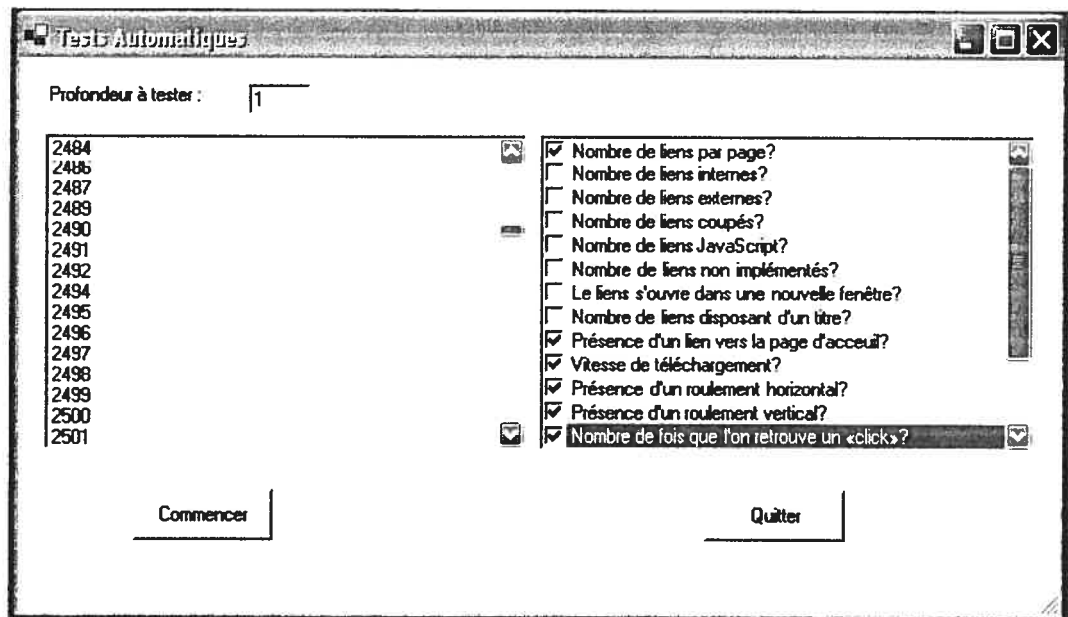 Tests Automatiques
Profondeur à tester :
1
2484
2486
2487
2489
2490
2491
2492
2494
2495
2496
2497
2498
2499
2500
2501
Nombre de liens par page?
Nombre de liens internes?
Nombre de liens externes?
Nombre de liens coupés?
Nombre de liens JavaScript?
Nombre de liens non implémentés?
Le liens s'ouvre dans une nouvelle fenêtre?
Nombre de liens disposant d'un titre?
Présence d'un lien vers la page d'acceuil?
Vitesse de téléchargement?
Présence d'un roulement horizontal?
Présence d'un roulement vertical?
Nombre de fois que l'on retrouve un «click»?
Commencer
Quitter